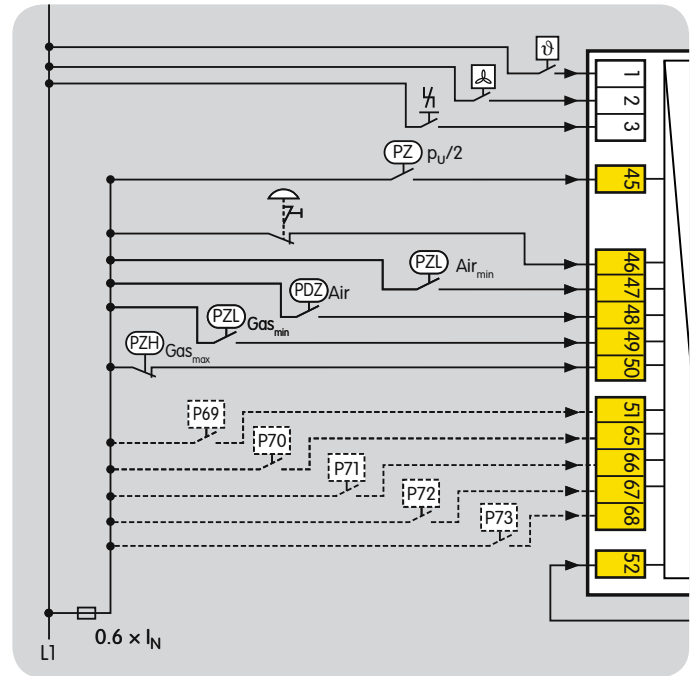 ϑ
1
2
3
PZ pU/2
45
46
PZL Airmin
47
PDZ Air
48
PZL Gasmin
49
PZH Gasmax
50
P69
51
P70
65
P71
66
P72
67
P73
68
52
0.6 × IN
L1